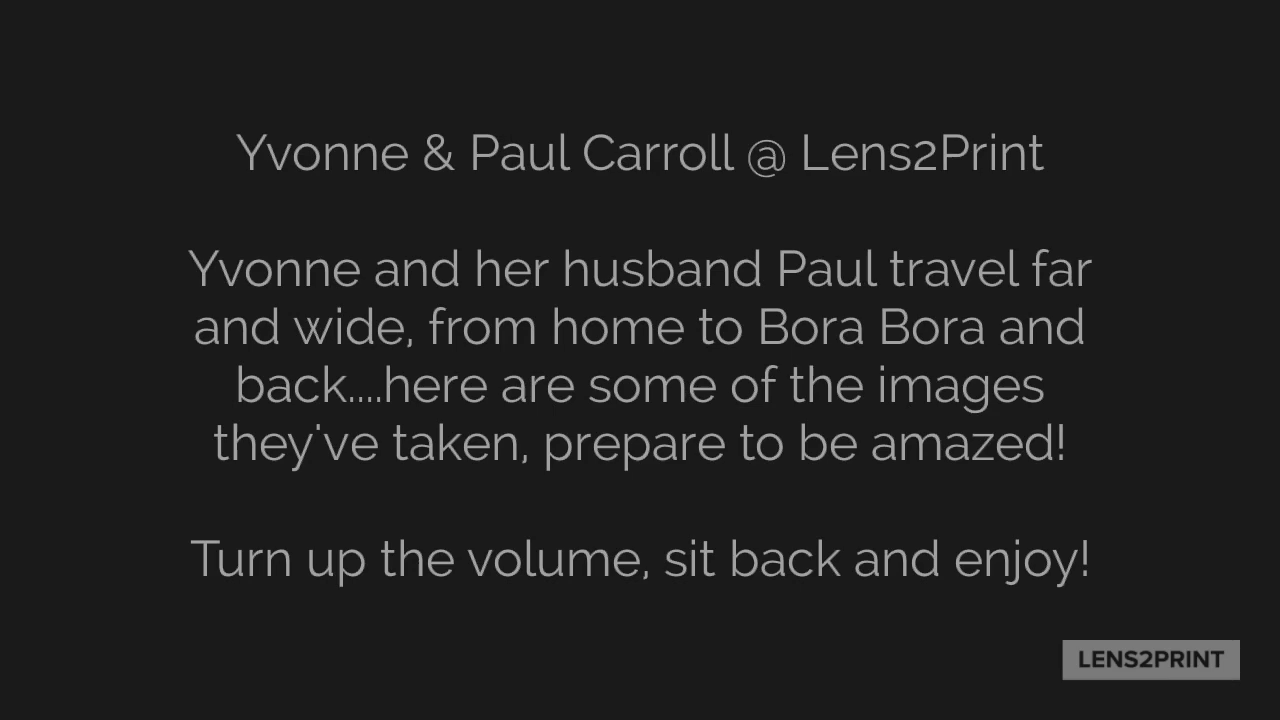 Yvonne & Paul Carroll @ Lens2Print
Yvonne and her husband Paul travel far
and wide, from home to Bora Bora and
back....here are some of the images
they've taken, prepare to be amazed!
Turn up the volume, sit back and enjoy!
LENS2PRINT